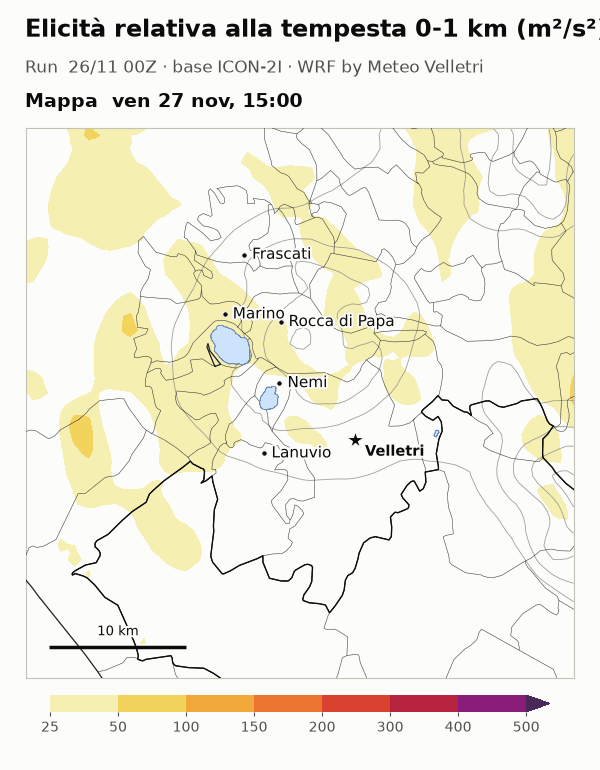 Elicità relativa alla tempesta 0-1 km (m²/s²)
Run 26/11 00Z · base ICON-2I · WRF by Meteo Velletri
Mappa ven 27 nov, 15:00
Frascati
Marino
Rocca di Papa
Nemi
Velletri
Lanuvio
10 km
25 50 100 150 200 300 400 500